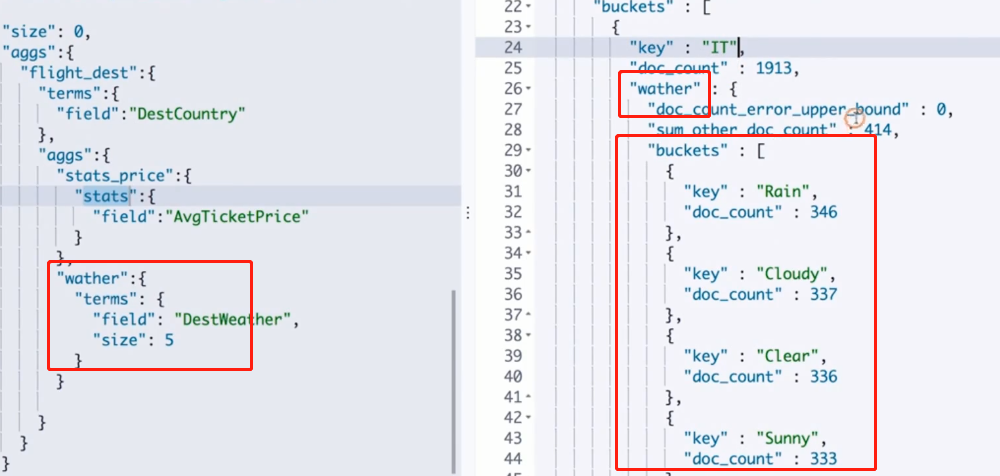 "size": 0,
"aggs":{
"flight_dest":{
"terms":{
"field":"DestCountry"
},
"aggs":{
"stats_price":{
"stats":{
"field":"AvgTicketPrice"
}
},
"wather":{
"terms": {
"field": "DestWeather",
"size": 5
}
}
}
}
}
22 "buckets" : [
23 {
24 "key" : "IT",
25 "doc_count" : 1913,
26 "wather" : {
27 "doc_count_error_upper_bound" : 0,
28 "sum_other_doc_count" : 414,
29 "buckets" : [
30 {
31 "key" : "Rain",
32 "doc_count" : 346
33 },
34 {
35 "key" : "Cloudy",
36 "doc_count" : 337
37 },
38 {
39 "key" : "Clear",
40 "doc_count" : 336
41 },
42 {
43 "key" : "Sunny",
44 "doc_count" : 333